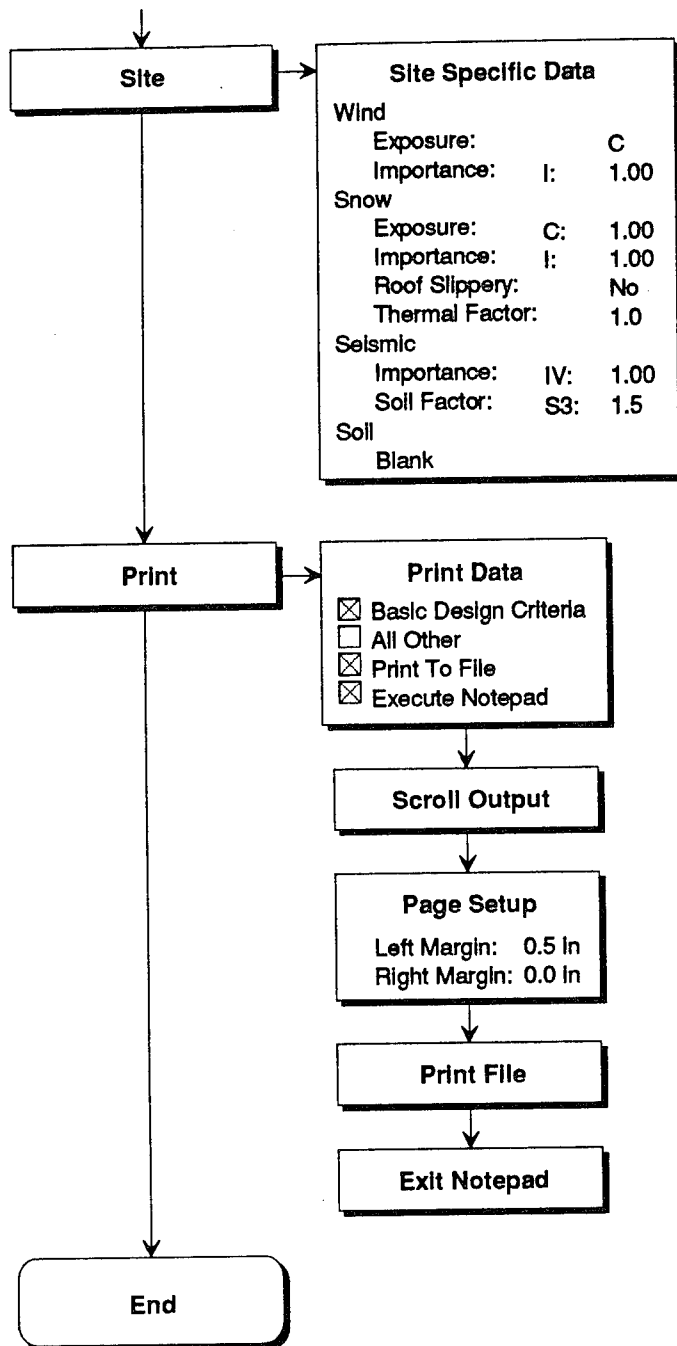 Site
Site Specific Data
Wind
Exposure: C
Importance: I: 1.00
Snow
Exposure: C: 1.00
Importance: I: 1.00
Roof Slippery: No
Thermal Factor: 1.0
Seismic
Importance: IV: 1.00
Soil Factor: S3: 1.5
Soil
Blank
Print
Print Data
Basic Design Criteria
All Other
Print To File
Execute Notepad
Scroll Output
Page Setup
Left Margin: 0.5 in
Right Margin: 0.0 in
Print File
Exit Notepad
End